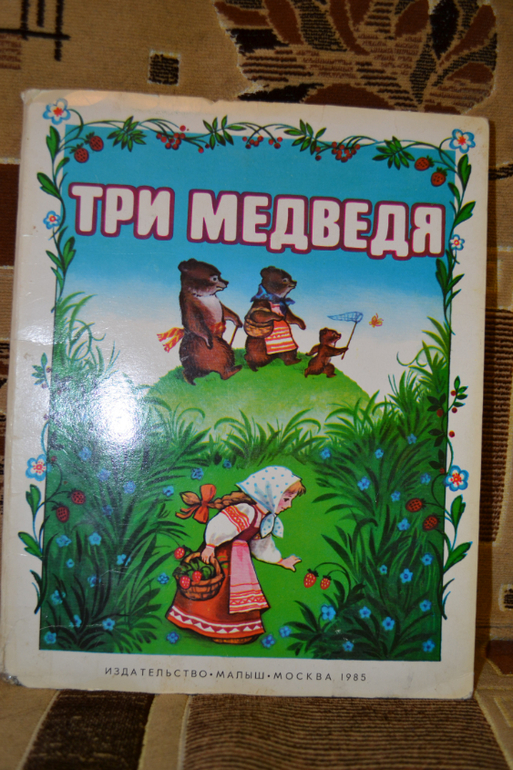 ТРИ МЕДВЕДЯ
ИЗДАТЕЛЬСТВО•МАЛЫШ•МОСКВА 1985